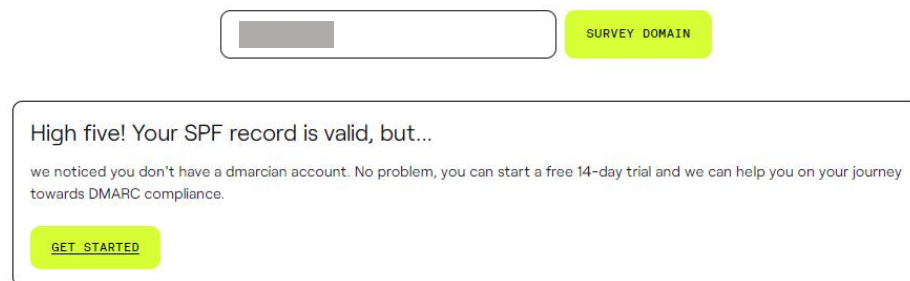 SURVEY DOMAIN
High five! Your SPF record is valid, but...
we noticed you don't have a dmarcian account. No problem, you can start a free 14-day trial and we can help you on your journey
towards DMARC compliance.
GET STARTED